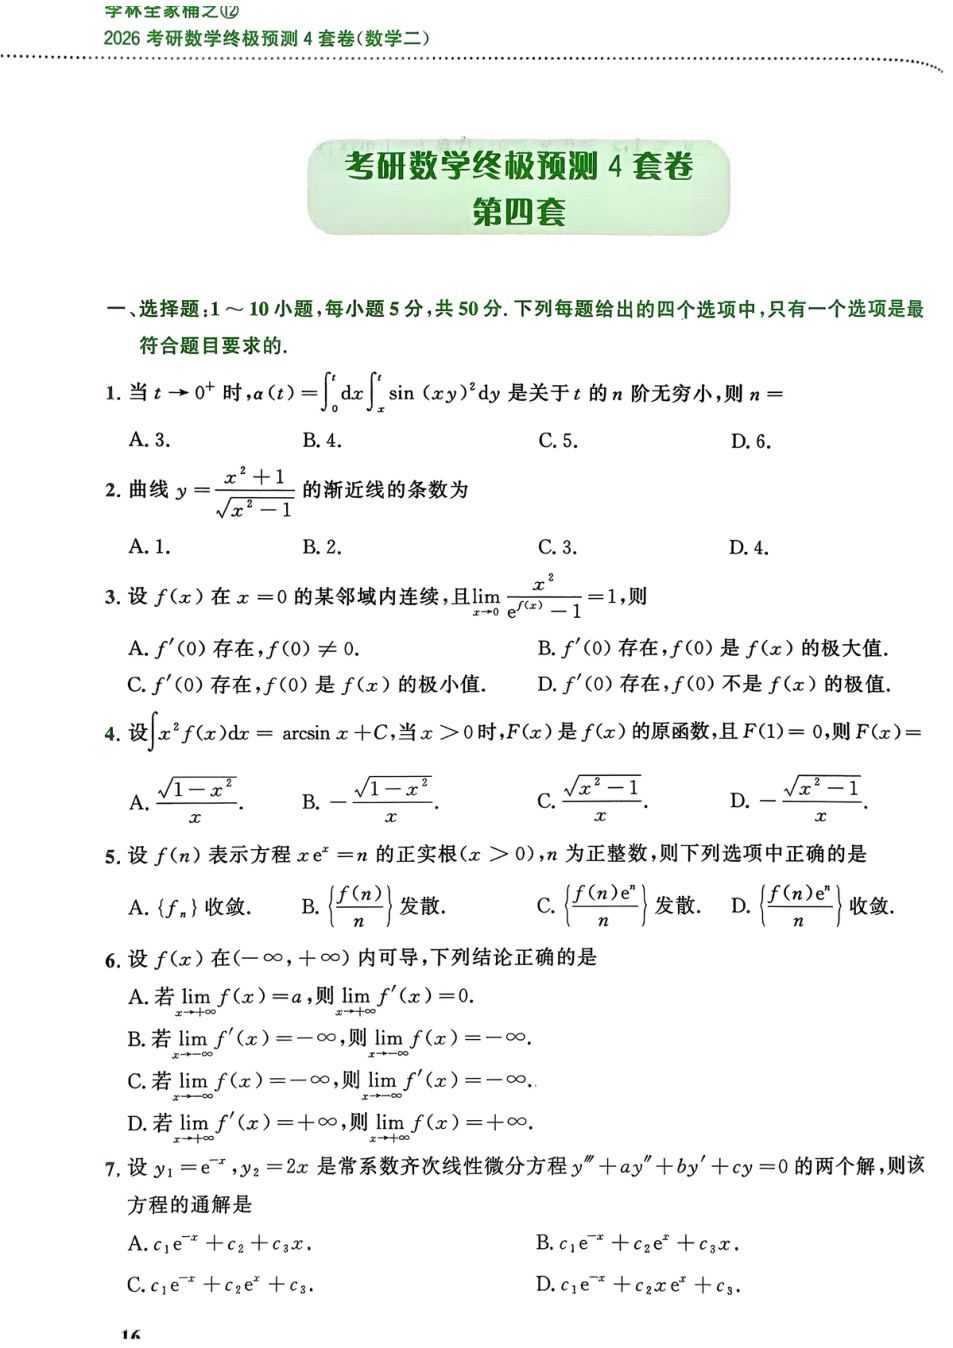 学林全家桶之⑫
2026 考研数学终极预测 4 套卷(数学二)
考研数学终极预测 4 套卷
第四套
一、选择题:1～10 小题,每小题 5 分,共 50 分. 下列每题给出的四个选项中,只有一个选项是最
符合题目要求的.
1. 当 t→0⁺ 时,α(t)=∫₀ᵗdx∫ₓᵗ sin (xy)²dy 是关于 t 的 n 阶无穷小,则 n=
A. 3. B. 4. C. 5. D. 6.
2. 曲线 y=(x²+1)/√(x²−1) 的渐近线的条数为
A. 1. B. 2. C. 3. D. 4.
3. 设 f(x) 在 x=0 的某邻域内连续,且 lim_{x→0} x²/(e^{f(x)}−1)=1,则
A. f′(0) 存在,f(0)≠0. B. f′(0) 存在,f(0) 是 f(x) 的极大值.
C. f′(0) 存在,f(0) 是 f(x) 的极小值. D. f′(0) 存在,f(0) 不是 f(x) 的极值.
4. 设∫x²f(x)dx = arcsin x+C,当 x>0 时,F(x) 是 f(x) 的原函数,且 F(1)=0,则 F(x)=
A. √(1−x²)/x. B. −√(1−x²)/x. C. √(x²−1)/x. D. −√(x²−1)/x.
5. 设 f(n) 表示方程 xeˣ=n 的正实根(x>0),n 为正整数,则下列选项中正确的是
A. {fₙ} 收敛. B. {f(n)/n} 发散. C. {f(n)eⁿ/n} 发散. D. {f(n)eⁿ/n} 收敛.
6. 设 f(x) 在(−∞,+∞) 内可导,下列结论正确的是
A. 若 lim_{x→+∞} f(x)=a,则 lim_{x→+∞} f′(x)=0.
B. 若 lim_{x→−∞} f′(x)=−∞,则 lim_{x→−∞} f(x)=−∞.
C. 若 lim_{x→−∞} f(x)=−∞,则 lim_{x→−∞} f′(x)=−∞.
D. 若 lim_{x→+∞} f′(x)=+∞,则 lim_{x→+∞} f(x)=+∞.
7. 设 y₁=e⁻ˣ,y₂=2x 是常系数齐次线性微分方程 y‴+ay″+by′+cy=0 的两个解,则该
方程的通解是
A. c₁e⁻ˣ+c₂+c₃x. B. c₁e⁻ˣ+c₂eˣ+c₃x.
C. c₁e⁻ˣ+c₂eˣ+c₃. D. c₁e⁻ˣ+c₂xeˣ+c₃.
16